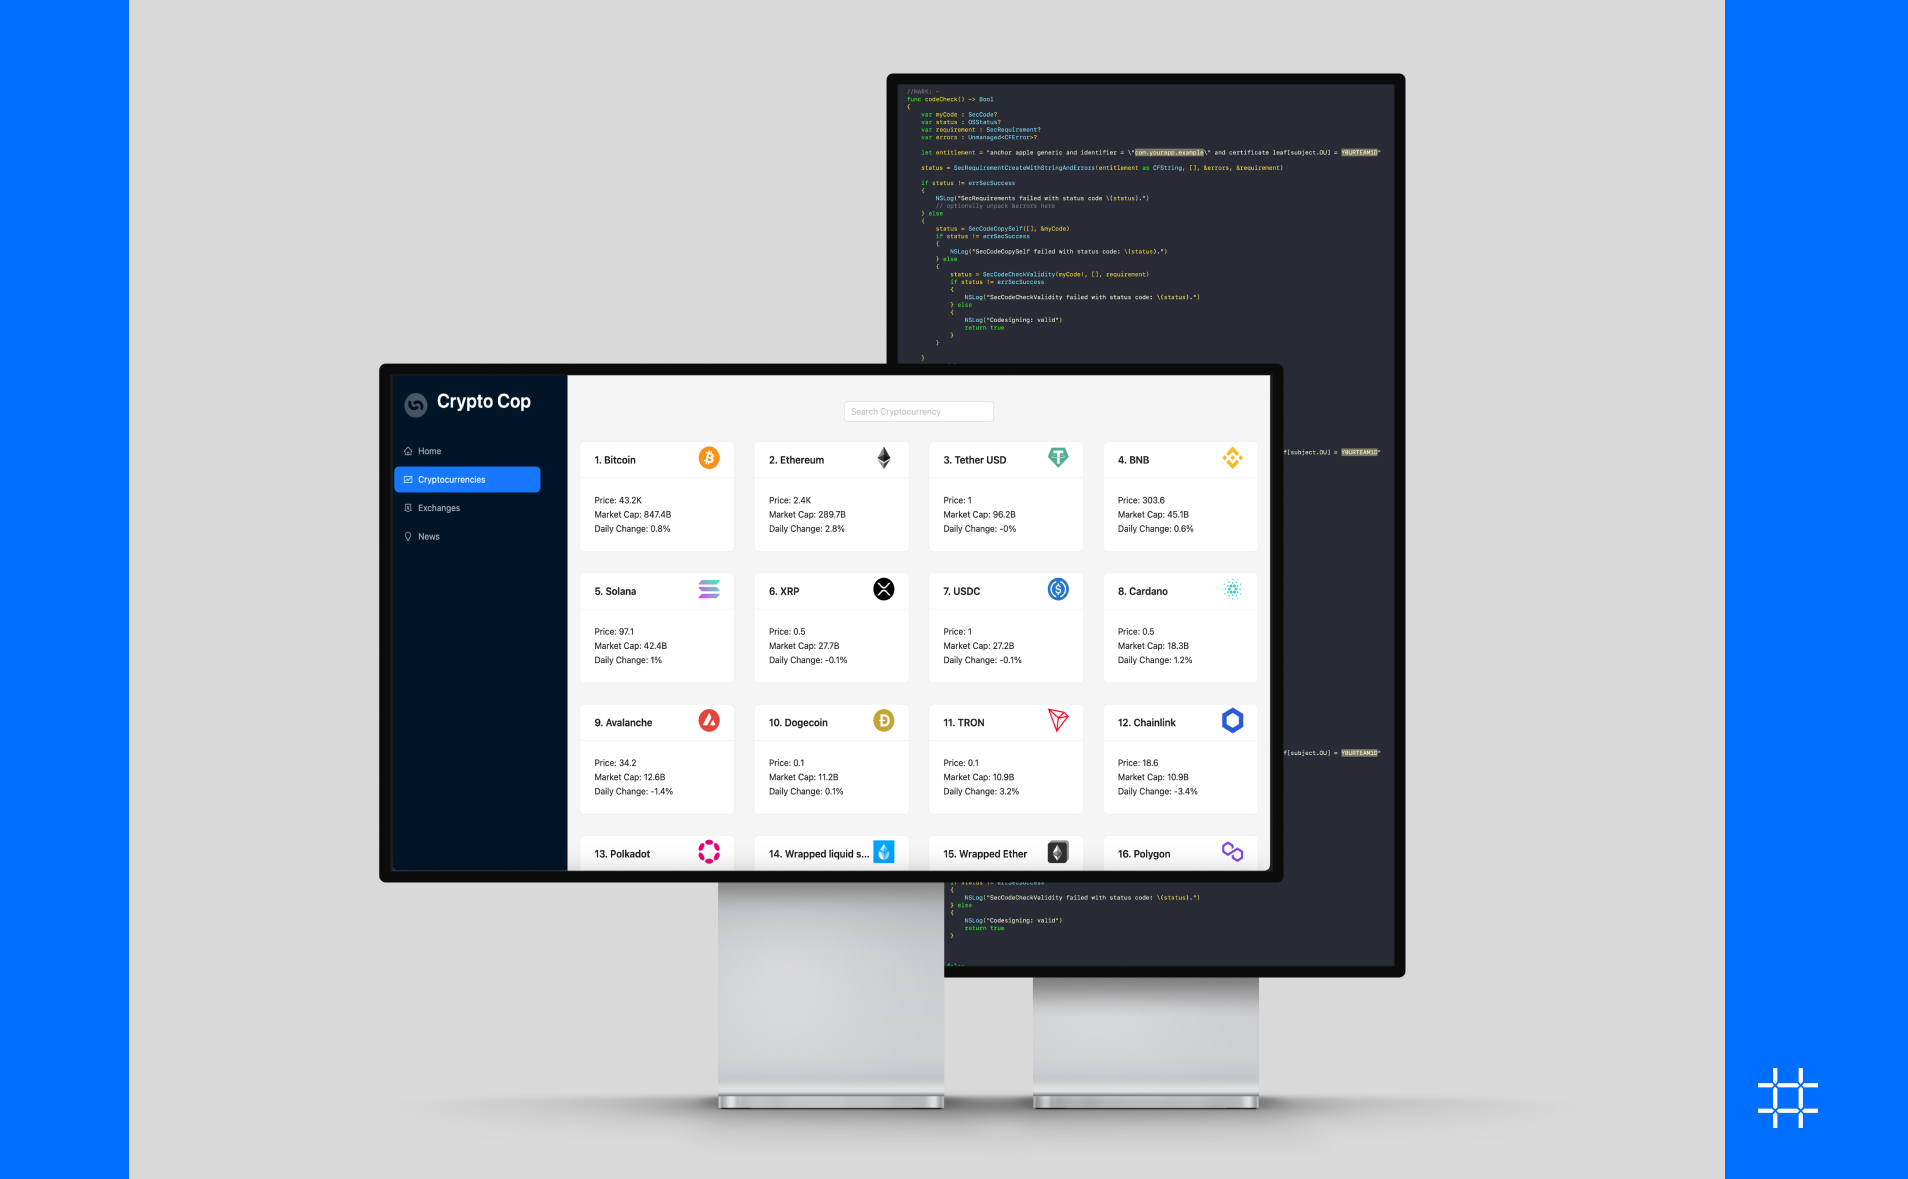 //MARK: -
func codeCheck() -> Bool
{
var myCode : SecCode?
var status : OSStatus?
var requirement : SecRequirement?
var errors : Unmanaged<CFError>?
let entitlement = "anchor apple generic and identifier = \"com.yourapp.example\" and certificate leaf[subject.OU] = Y0URTEAM1D"
status = SecRequirementCreateWithStringAndErrors(entitlement as CFString, [], &errors, &requirement)
if status != errSecSuccess
{
NSLog("SecRequirements failed with status code \(status).")
// optionally unpack &errors here
} else
{
status = SecCodeCopySelf([], &myCode)
if status != errSecSuccess
{
NSLog("SecCodeCopySelf failed with status code: \(status).")
} else
{
status = SecCodeCheckValidity(myCode!, [], requirement)
if status != errSecSuccess
{
NSLog("SecCodeCheckValidity failed with status code: \(status).")
} else
{
NSLog("Codesigning: valid")
return true
}
}
}
Crypto Cop
Home
Cryptocurrencies
Exchanges
News
Search Cryptocurrency
1. Bitcoin
Price: 43.2K
Market Cap: 847.4B
Daily Change: 0.8%
2. Ethereum
Price: 2.4K
Market Cap: 289.7B
Daily Change: 2.8%
3. Tether USD
Price: 1
Market Cap: 96.2B
Daily Change: -0%
4. BNB
Price: 303.6
Market Cap: 45.1B
Daily Change: 0.6%
5. Solana
Price: 97.1
Market Cap: 42.4B
Daily Change: 1%
6. XRP
Price: 0.5
Market Cap: 27.7B
Daily Change: -0.1%
7. USDC
Price: 1
Market Cap: 27.2B
Daily Change: -0.1%
8. Cardano
Price: 0.5
Market Cap: 18.3B
Daily Change: 1.2%
9. Avalanche
Price: 34.2
Market Cap: 12.6B
Daily Change: -1.4%
10. Dogecoin
Price: 0.1
Market Cap: 11.2B
Daily Change: 0.1%
11. TRON
Price: 0.1
Market Cap: 10.9B
Daily Change: 3.2%
12. Chainlink
Price: 18.6
Market Cap: 10.9B
Daily Change: -3.4%
13. Polkadot
14. Wrapped liquid s...
15. Wrapped Ether
16. Polygon
f[subject.OU] = Y0URTEAM1D"
f[subject.OU] = Y0URTEAM1D"
{
NSLog("SecCodeCheckValidity failed with status code: \(status).")
} else
{
NSLog("Codesigning: valid")
return true
}